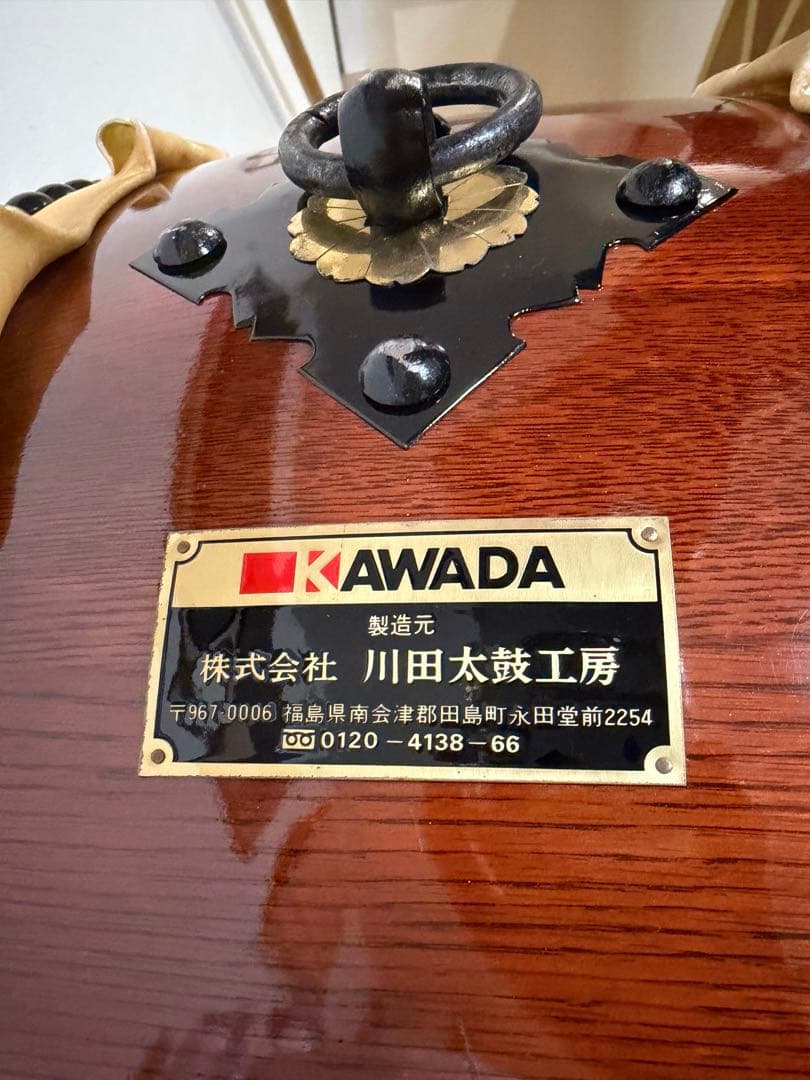 KAWADA
製造元
株式会社 川田太鼓工房
〒967-0006 福島県南会津郡田島町永田堂前2254
0120-4138-66